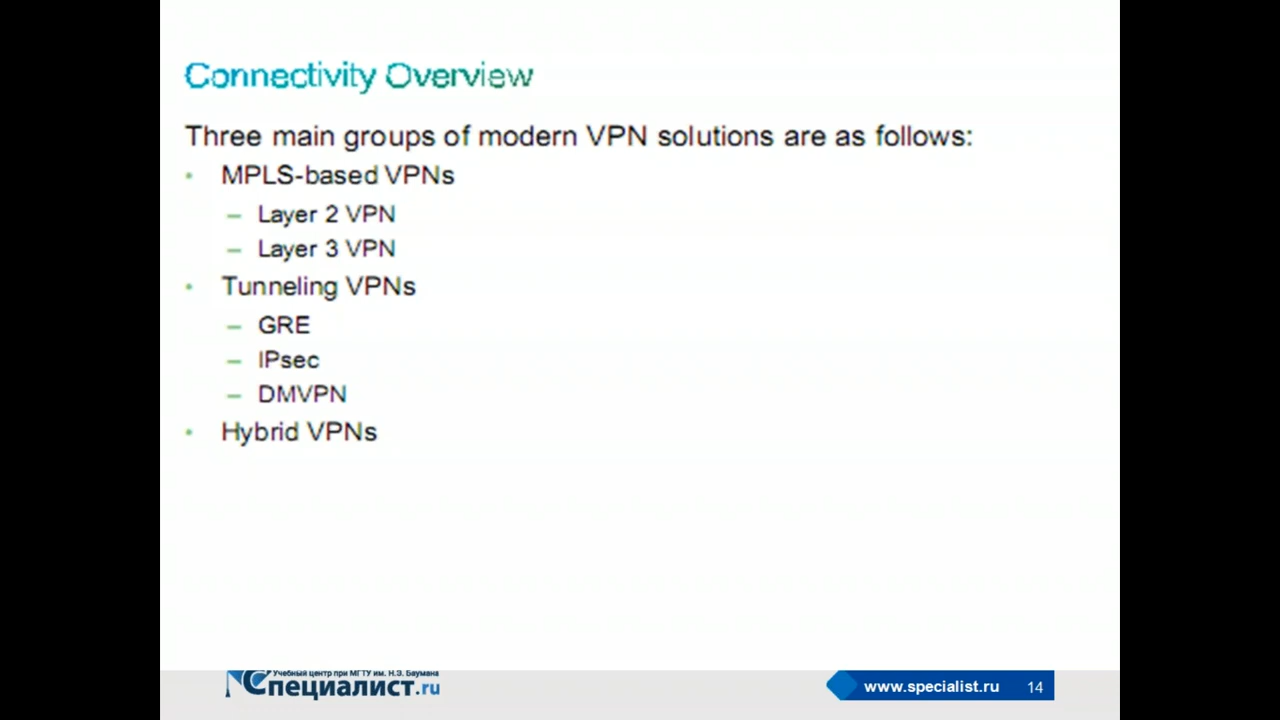 Connectivity Overview
Three main groups of modern VPN solutions are as follows:
• MPLS-based VPNs
– Layer 2 VPN
– Layer 3 VPN
• Tunneling VPNs
– GRE
– IPsec
– DMVPN
• Hybrid VPNs
Учебный центр при МГТУ им. Н.Э. Баумана
Специалист.ru
www.specialist.ru 14